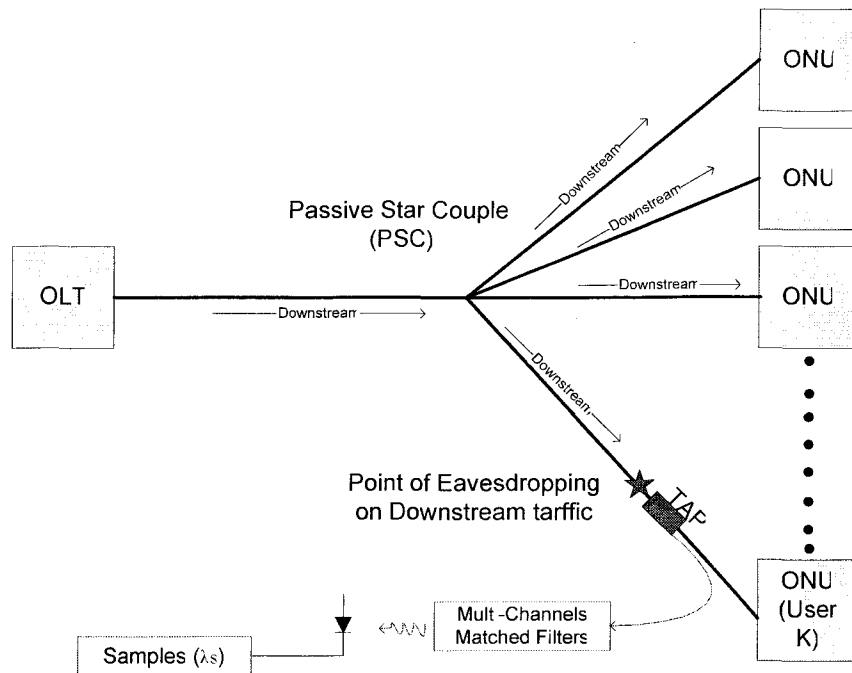 ONU
Downstream
ONU
Downstream
Passive Star Couple
(PSC)
OLT
Downstream
Downstream
ONU
Downstream
Point of Eavesdropping
on Downstream tarffic
TAP
ONU
(User
K)
Mult -Channels
Matched Filters
Samples (λs)